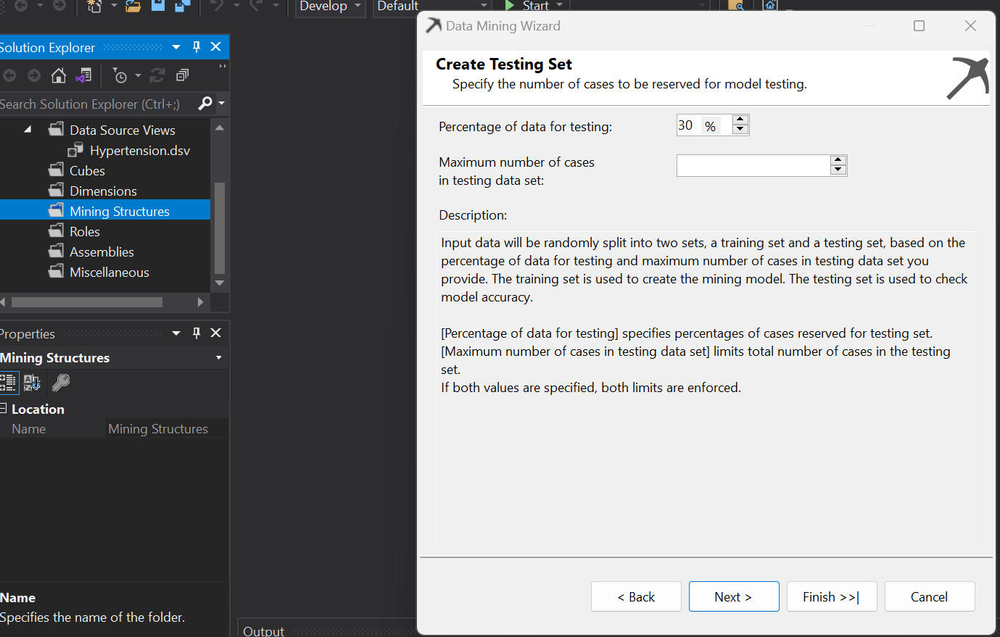 Develop
Default
Start
Solution Explorer
Search Solution Explorer (Ctrl+;)
Data Source Views
Hypertension.dsv
Cubes
Dimensions
Mining Structures
Roles
Assemblies
Miscellaneous
Properties
Mining Structures
Location
Name
Mining Structures
Name
Specifies the name of the folder.
Output
Data Mining Wizard
Create Testing Set
Specify the number of cases to be reserved for model testing.
Percentage of data for testing:
30 %
Maximum number of cases
in testing data set:
Description:
Input data will be randomly split into two sets, a training set and a testing set, based on the
percentage of data for testing and maximum number of cases in testing data set you
provide. The training set is used to create the mining model. The testing set is used to check
model accuracy.
[Percentage of data for testing] specifies percentages of cases reserved for testing set.
[Maximum number of cases in testing data set] limits total number of cases in the testing
set.
If both values are specified, both limits are enforced.
< Back
Next >
Finish >>|
Cancel